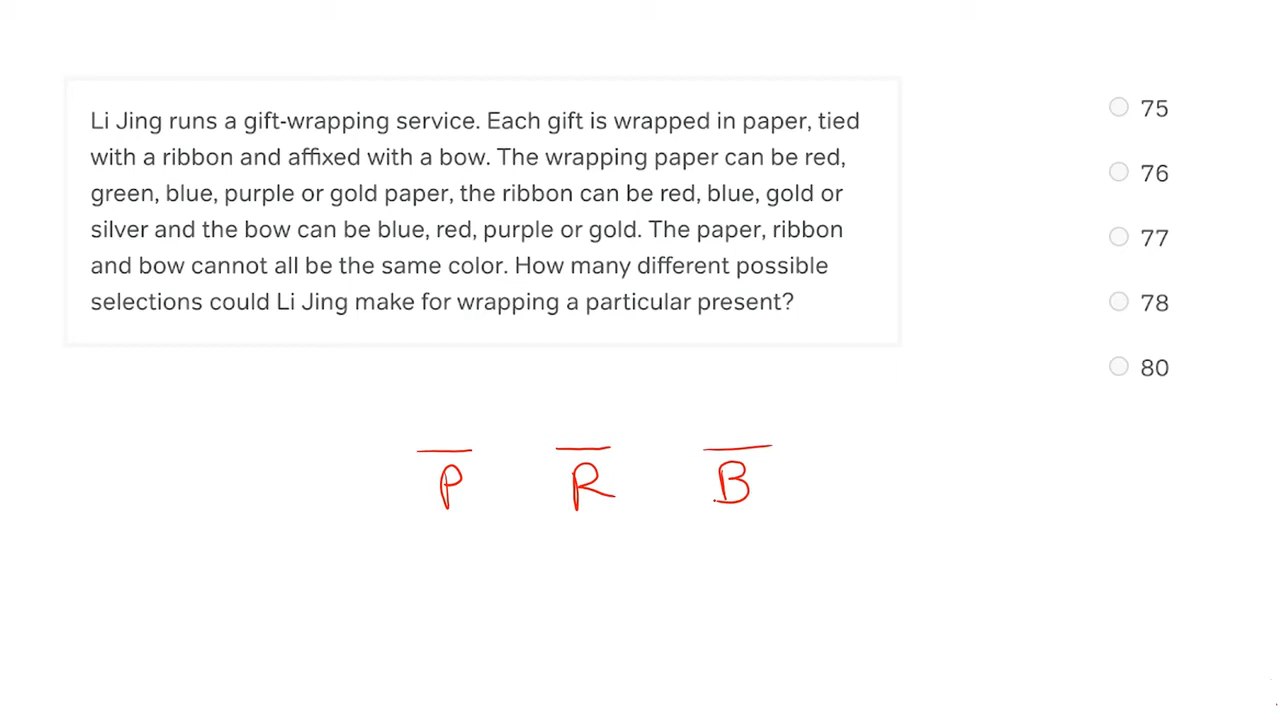 Li Jing runs a gift-wrapping service. Each gift is wrapped in paper, tied
with a ribbon and affixed with a bow. The wrapping paper can be red,
green, blue, purple or gold paper, the ribbon can be red, blue, gold or
silver and the bow can be blue, red, purple or gold. The paper, ribbon
and bow cannot all be the same color. How many different possible
selections could Li Jing make for wrapping a particular present?
75
76
77
78
80
P R B